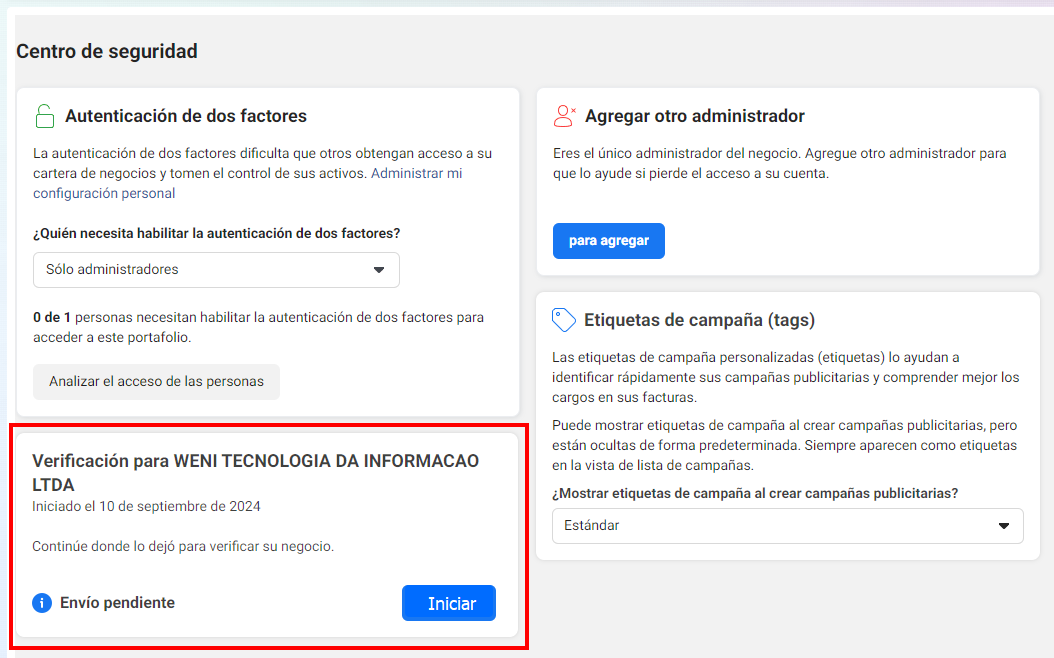 Centro de seguridad
Autenticación de dos factores
La autenticación de dos factores dificulta que otros obtengan acceso a su
cartera de negocios y tomen el control de sus activos. Administrar mi
configuración personal
¿Quién necesita habilitar la autenticación de dos factores?
Sólo administradores
0 de 1 personas necesitan habilitar la autenticación de dos factores para
acceder a este portafolio.
Analizar el acceso de las personas
Verificación para WENI TECNOLOGIA DA INFORMACAO
LTDA
Iniciado el 10 de septiembre de 2024
Continúe donde lo dejó para verificar su negocio.
Envío pendiente
Iniciar
Agregar otro administrador
Eres el único administrador del negocio. Agregue otro administrador para
que lo ayude si pierde el acceso a su cuenta.
para agregar
Etiquetas de campaña (tags)
Las etiquetas de campaña personalizadas (etiquetas) lo ayudan a
identificar rápidamente sus campañas publicitarias y comprender mejor los
cargos en sus facturas.
Puede mostrar etiquetas de campaña al crear campañas publicitarias, pero
están ocultas de forma predeterminada. Siempre aparecen como etiquetas
en la vista de lista de campañas.
¿Mostrar etiquetas de campaña al crear campañas publicitarias?
Estándar